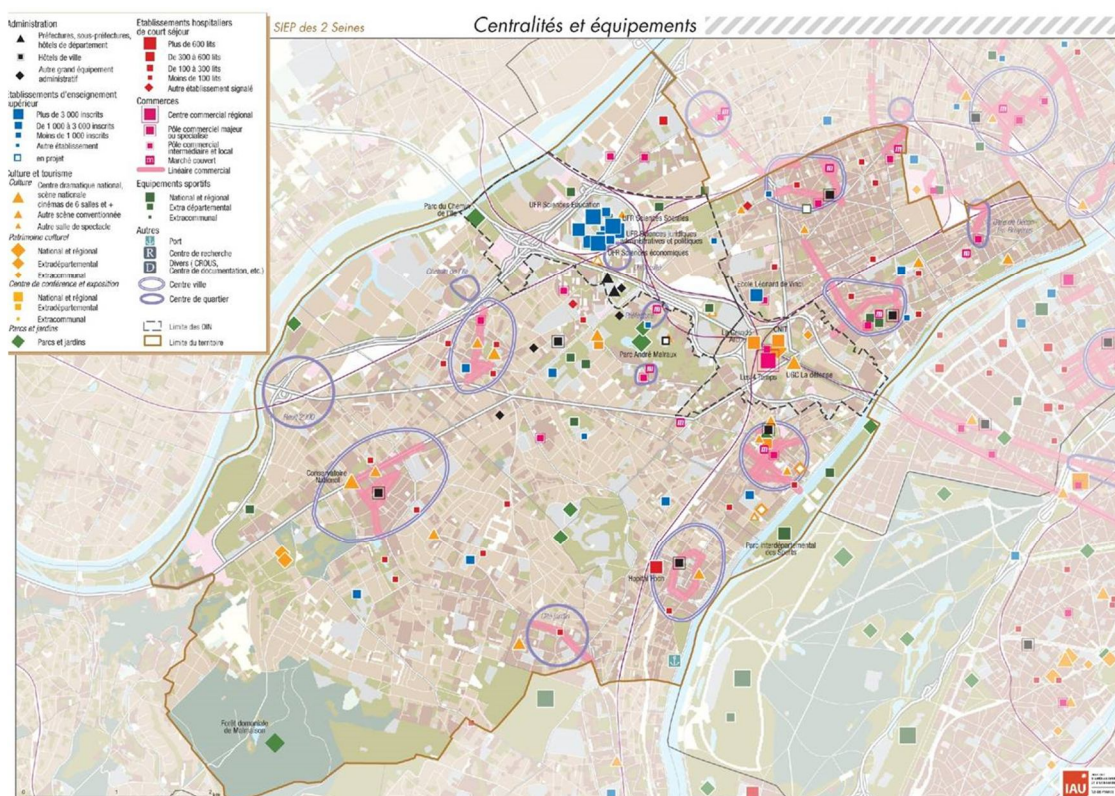 SIEP des 2 Seines
Centralités et équipements
Administration
Préfectures, sous-préfectures,
hôtels de département
Hôtels de ville
Autre grand équipement
administratif
Etablissements d'enseignement
supérieur
Plus de 3 000 inscrits
De 1 000 à 3 000 inscrits
Moins de 1 000 inscrits
Autre établissement
en projet
Culture et tourisme
Culture
Centre dramatique national,
scène nationale
cinémas de 6 salles et +
Autre scène conventionnée
Autre salle de spectacle
Patrimoine culturel
National et régional
Extradépartemental
Extracommunal
Centre de conférence et exposition
National et régional
Extradépartemental
Extracommunal
Parcs et jardins
Parcs et jardins
Etablissements hospitaliers
de court séjour
Plus de 600 lits
De 300 à 600 lits
De 100 à 300 lits
Moins de 100 lits
Autre établissement signalé
Commerces
Centre commercial régional
Pôle commercial majeur
ou spécialisé
Pôle commercial
intermédiaire et local
m Marché couvert
Linéaire commercial
Equipements sportifs
National et régional
Extra départemental
Extracommunal
Autres
Port
R Centre de recherche
D Divers ( CROUS,
Centre de documentation, etc.)
Centre ville
Centre de quartier
Limite des OIN
Limite du territoire
Parc du Chemin
de l'Ile
UFR Sciences Education
UFR Sciences Sociales
UFR Sciences juridiques
administratives et politiques
UFR Sciences économiques
Ecole Léonard de Vinci
La Grande
Arche
CNIT
Les 4 Temps
UGC La défense
Parc André Malraux
Conservatoire
National
Parc Interdépartemental
des Sports
Hopital Foch
Cité-jardin
Forêt domaniale
de Malmaison
0
1
IAU